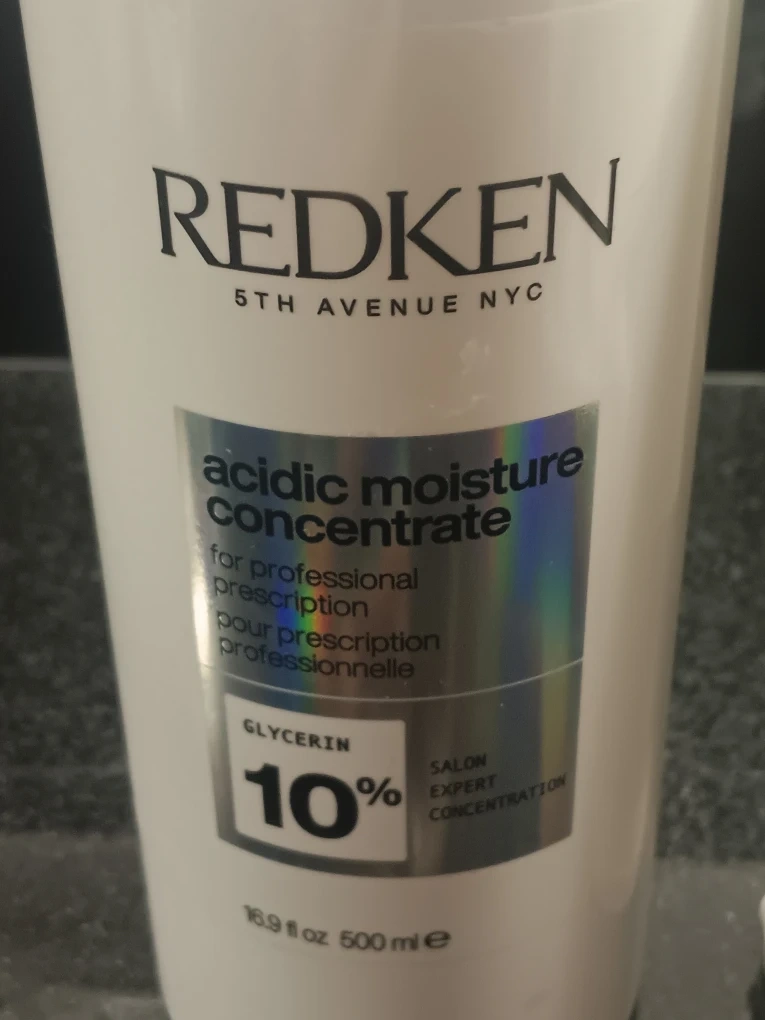 REDKEN
5TH AVENUE NYC
acidic moisture
concentrate
for professional
prescription
pour prescription
professionnelle
GLYCERIN
10%
SALON
EXPERT
CONCENTRATION
16.9 fl oz 500 ml e